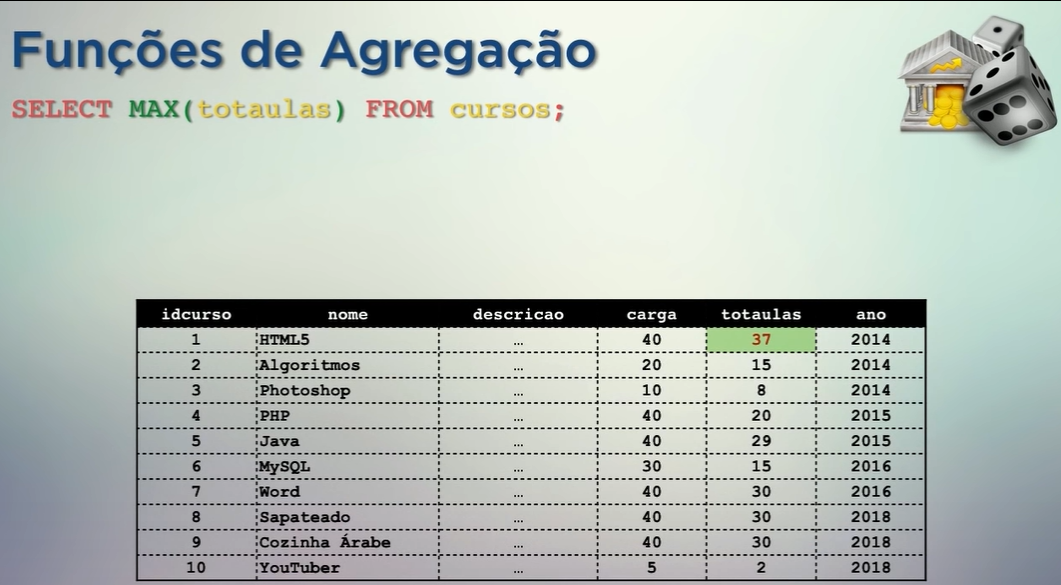 Funções de Agregação
SELECT MAX(totaulas) FROM cursos;
idcurso nome descricao carga totaulas ano
1 HTML5 … 40 37 2014
2 Algoritmos … 20 15 2014
3 Photoshop … 10 8 2014
4 PHP … 40 20 2015
5 Java … 40 29 2015
6 MySQL … 30 15 2016
7 Word … 40 30 2016
8 Sapateado … 40 30 2018
9 Cozinha Árabe … 40 30 2018
10 YouTuber … 5 2 2018